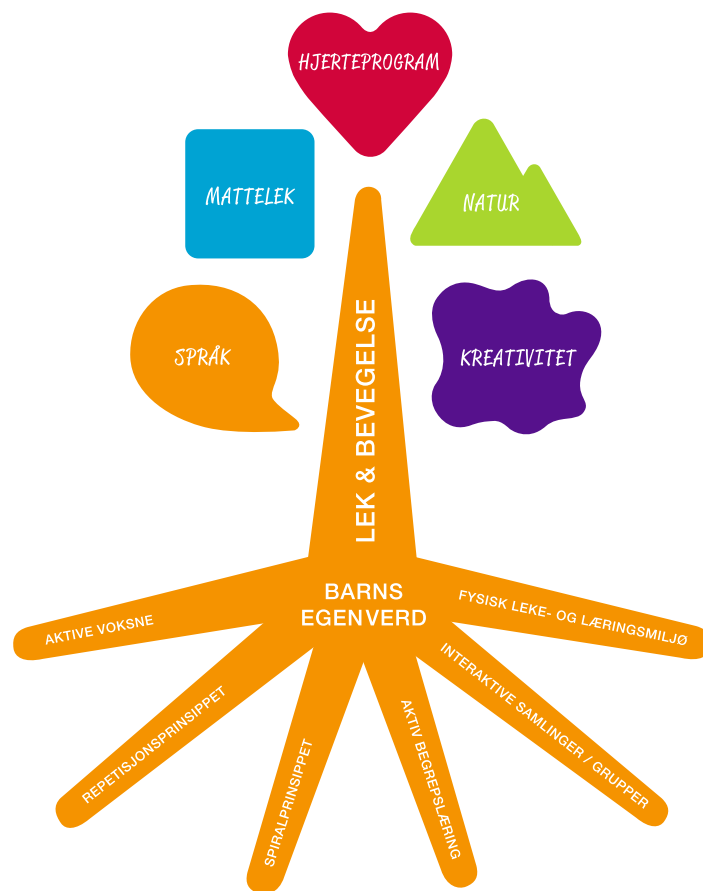 HJERTEPROGRAM
MATTELEK
NATUR
SPRÅK
KREATIVITET
LEK & BEVEGELSE
BARNS
EGENVERD
AKTIVE VOKSNE
REPETISJONSPRINSIPPET
SPIRALPRINSIPPET
AKTIV BEGREPSLÆRING
INTERAKTIVE SAMLINGER / GRUPPER
FYSISK LEKE- OG LÆRINGSMILJØ